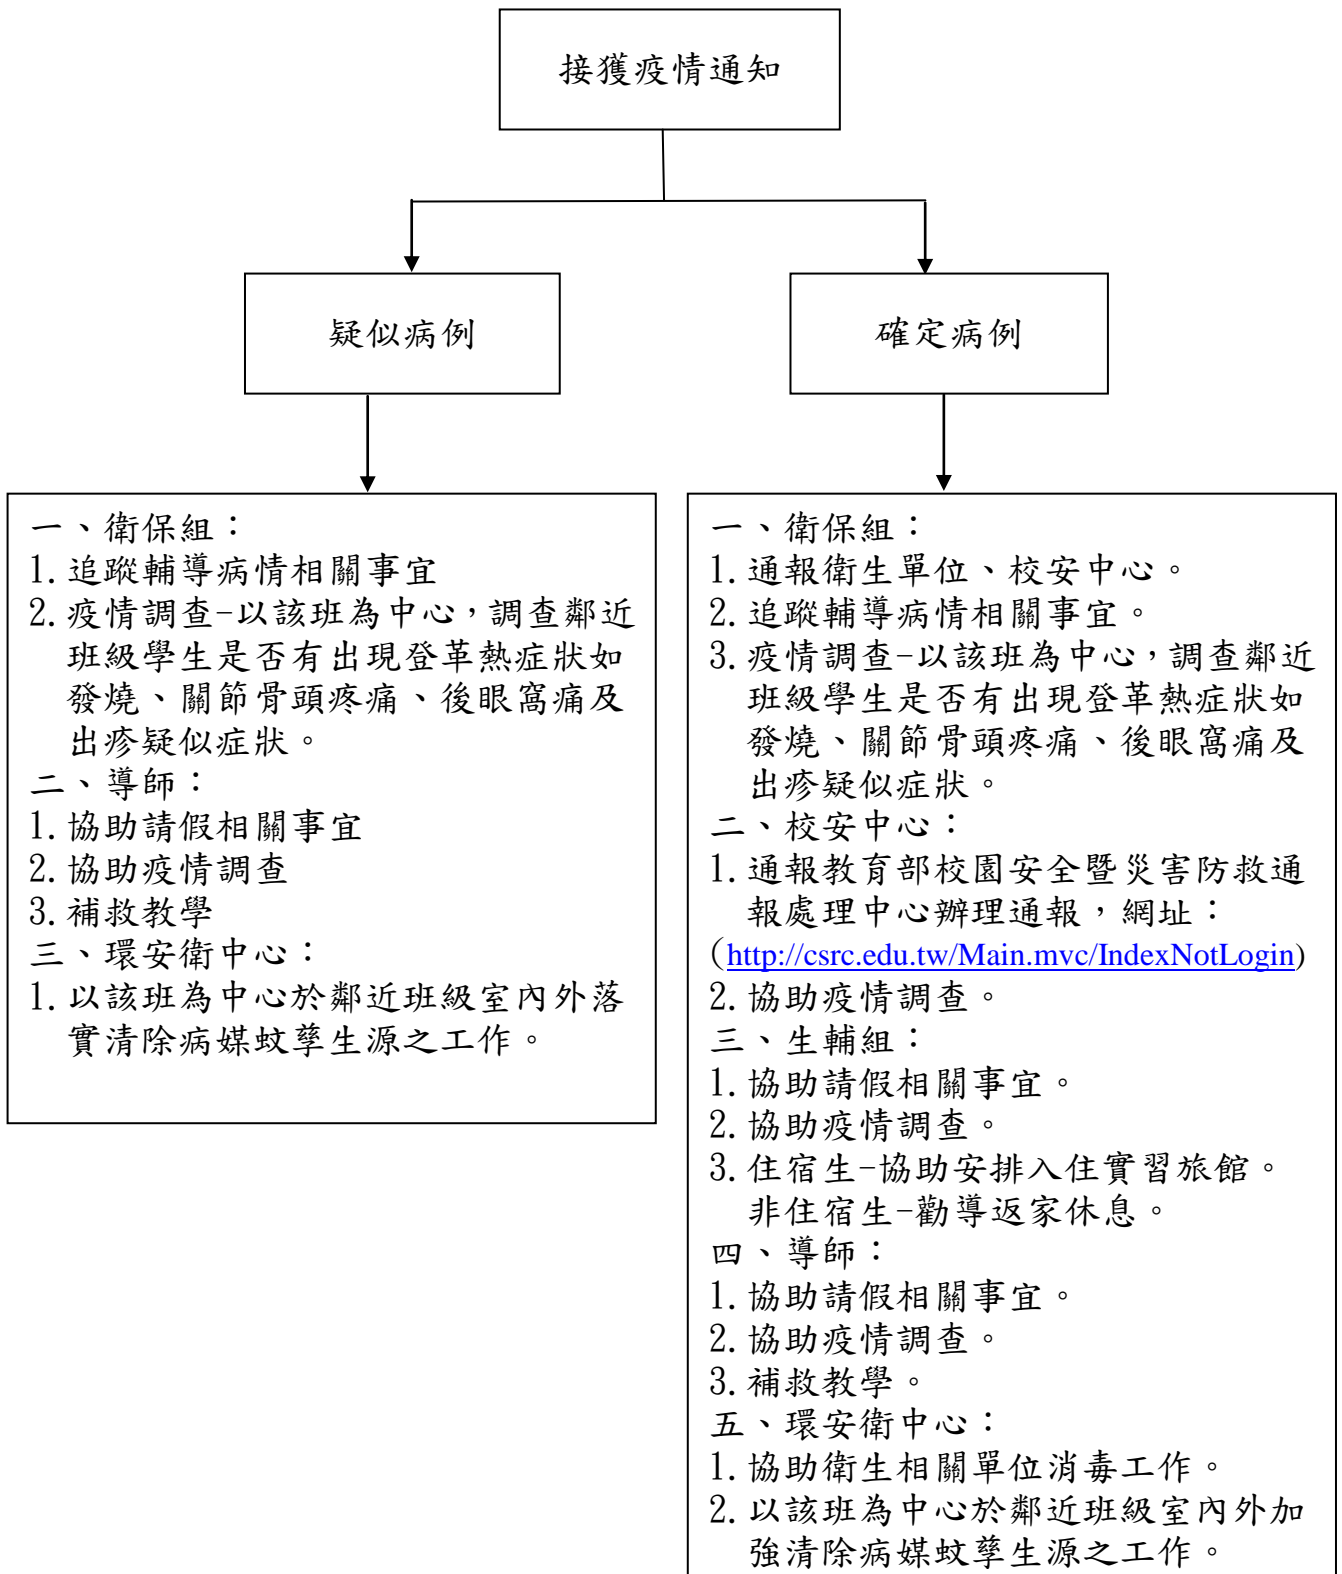 接獲疫情通知
疑似病例
確定病例
一、衛保組：
1.追蹤輔導病情相關事宜
2.疫情調查-以該班為中心，調查鄰近
班級學生是否有出現登革熱症狀如
發燒、關節骨頭疼痛、後眼窩痛及
出疹疑似症狀。
二、導師：
1.協助請假相關事宜
2.協助疫情調查
3.補救教學
三、環安衛中心：
1.以該班為中心於鄰近班級室內外落
實清除病媒蚊孳生源之工作。
一、衛保組：
1.通報衛生單位、校安中心。
2.追蹤輔導病情相關事宜。
3.疫情調查-以該班為中心，調查鄰近
班級學生是否有出現登革熱症狀如
發燒、關節骨頭疼痛、後眼窩痛及
出疹疑似症狀。
二、校安中心：
1.通報教育部校園安全暨災害防救通
報處理中心辦理通報，網址：
(http://csrc.edu.tw/Main.mvc/IndexNotLogin)
2.協助疫情調查。
三、生輔組：
1.協助請假相關事宜。
2.協助疫情調查。
3.住宿生-協助安排入住實習旅館。
非住宿生-勸導返家休息。
四、導師：
1.協助請假相關事宜。
2.協助疫情調查。
3.補救教學。
五、環安衛中心：
1.協助衛生相關單位消毒工作。
2.以該班為中心於鄰近班級室內外加
強清除病媒蚊孳生源之工作。